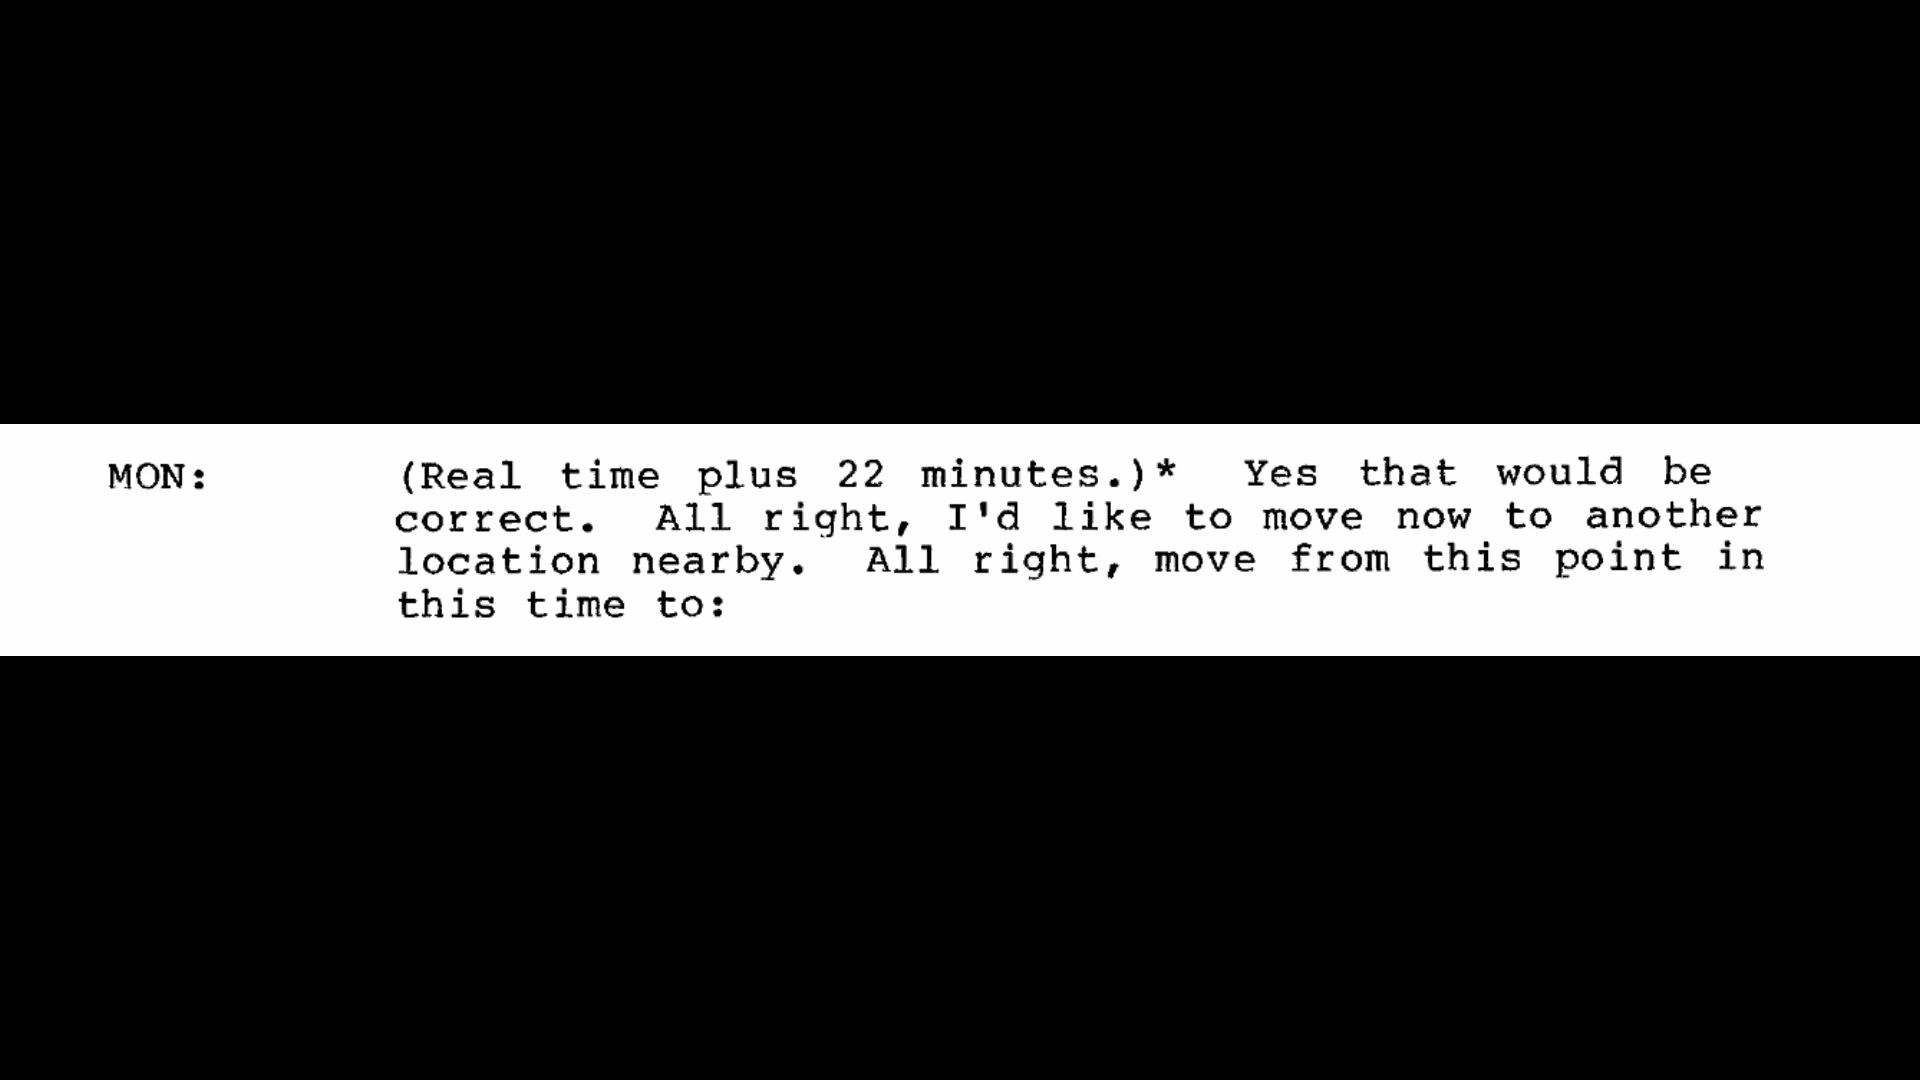 MON: (Real time plus 22 minutes.)* Yes that would be
correct. All right, I'd like to move now to another
location nearby. All right, move from this point in
this time to: